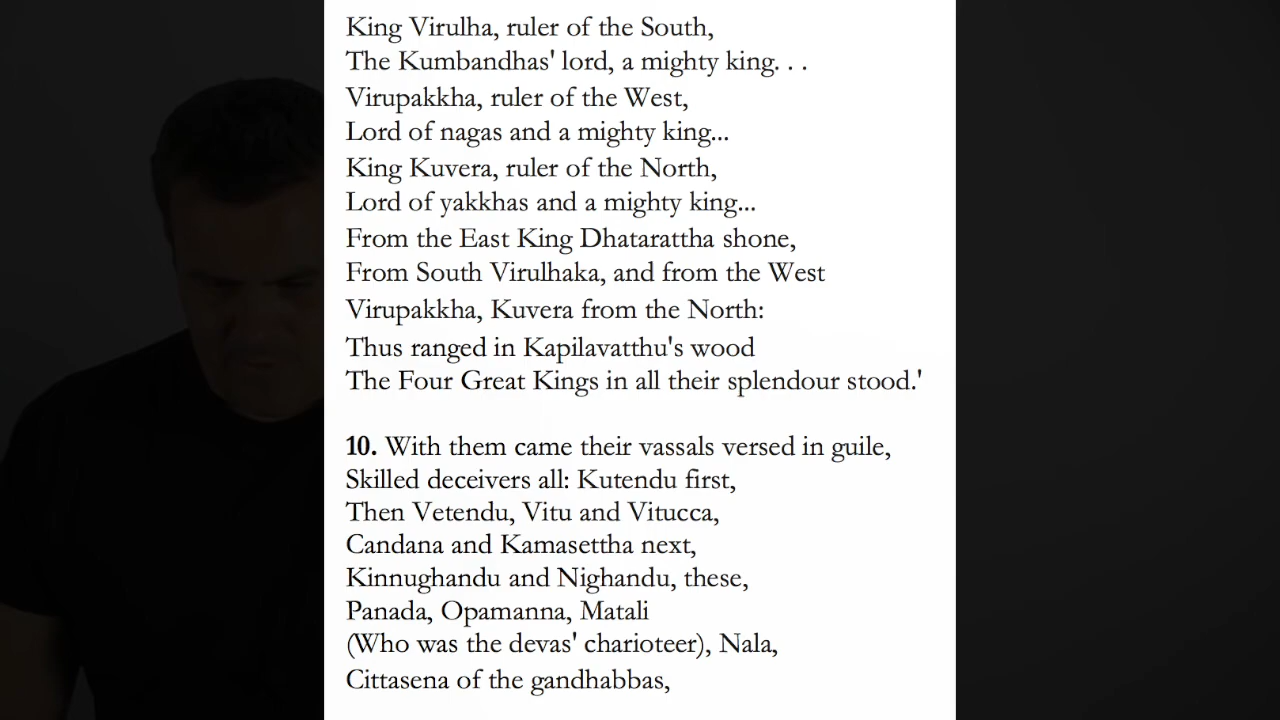 King Virulha, ruler of the South,
The Kumbandhas' lord, a mighty king. . .
Virupakkha, ruler of the West,
Lord of nagas and a mighty king...
King Kuvera, ruler of the North,
Lord of yakkhas and a mighty king...
From the East King Dhatarattha shone,
From South Virulhaka, and from the West
Virupakkha, Kuvera from the North:
Thus ranged in Kapilavatthu's wood
The Four Great Kings in all their splendour stood.'
10. With them came their vassals versed in guile,
Skilled deceivers all: Kutendu first,
Then Vetendu, Vitu and Vitucca,
Candana and Kamasettha next,
Kinnughandu and Nighandu, these,
Panada, Opamanna, Matali
(Who was the devas' charioteer), Nala,
Cittasena of the gandhabbas,